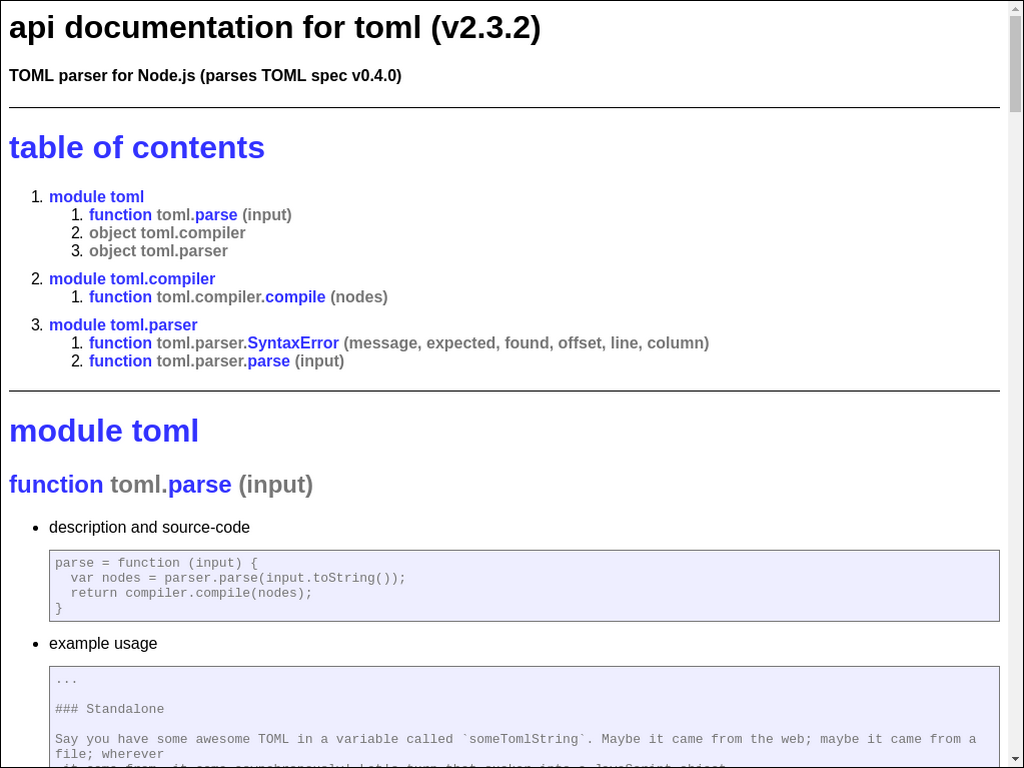 api documentation for toml (v2.3.2)
TOML parser for Node.js (parses TOML spec v0.4.0)
table of contents
1. module toml
1. function toml.parse (input)
2. object toml.compiler
3. object toml.parser
2. module toml.compiler
1. function toml.compiler.compile (nodes)
3. module toml.parser
1. function toml.parser.SyntaxError (message, expected, found, offset, line, column)
2. function toml.parser.parse (input)
module toml
function toml.parse (input)
• description and source-code
parse = function (input) {
  var nodes = parser.parse(input.toString());
  return compiler.compile(nodes);
}
• example usage
...
### Standalone
Say you have some awesome TOML in a variable called `someTomlString`. Maybe it came from the web; maybe it came from a
file; wherever